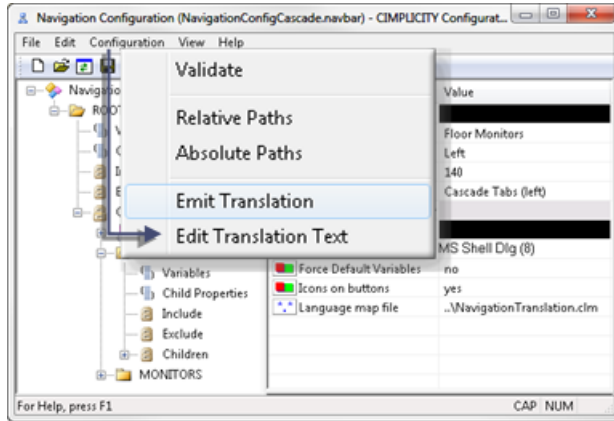 Navigation Configuration (NavigationConfigCascade.navbar) - CIMPLICITY Configurat...
File Edit Configuration View Help
Validate
Relative Paths
Absolute Paths
Emit Translation
Edit Translation Text
Navigatio
ROOT
Value
Floor Monitors
Left
140
Cascade Tabs (left)
MS Shell Dlg (8)
Force Default Variables no
Icons on buttons yes
Language map file ..\NavigationTranslation.clm
Variables
Child Properties
Include
Exclude
Children
MONITORS
For Help, press F1
CAP NUM